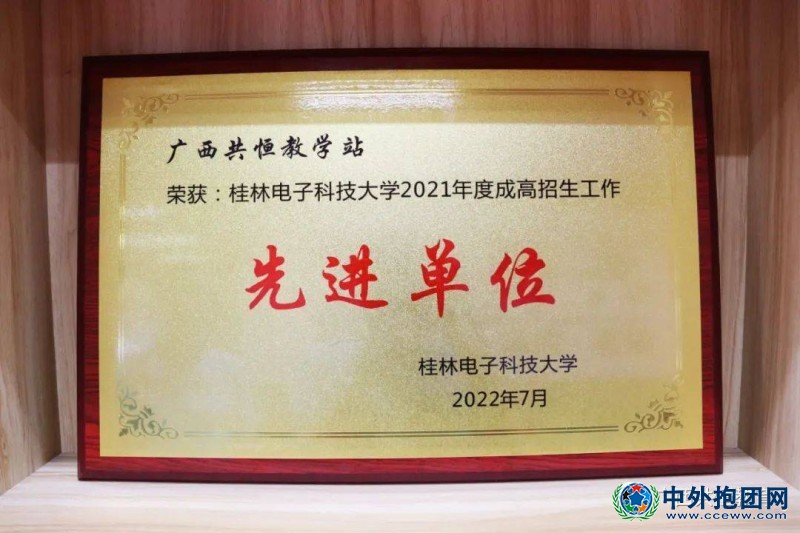 广西共恒教学站
荣获：桂林电子科技大学2021年度成高招生工作
先进单位
桂林电子科技大学
2022年7月
中外抱团网
www.cceww.com